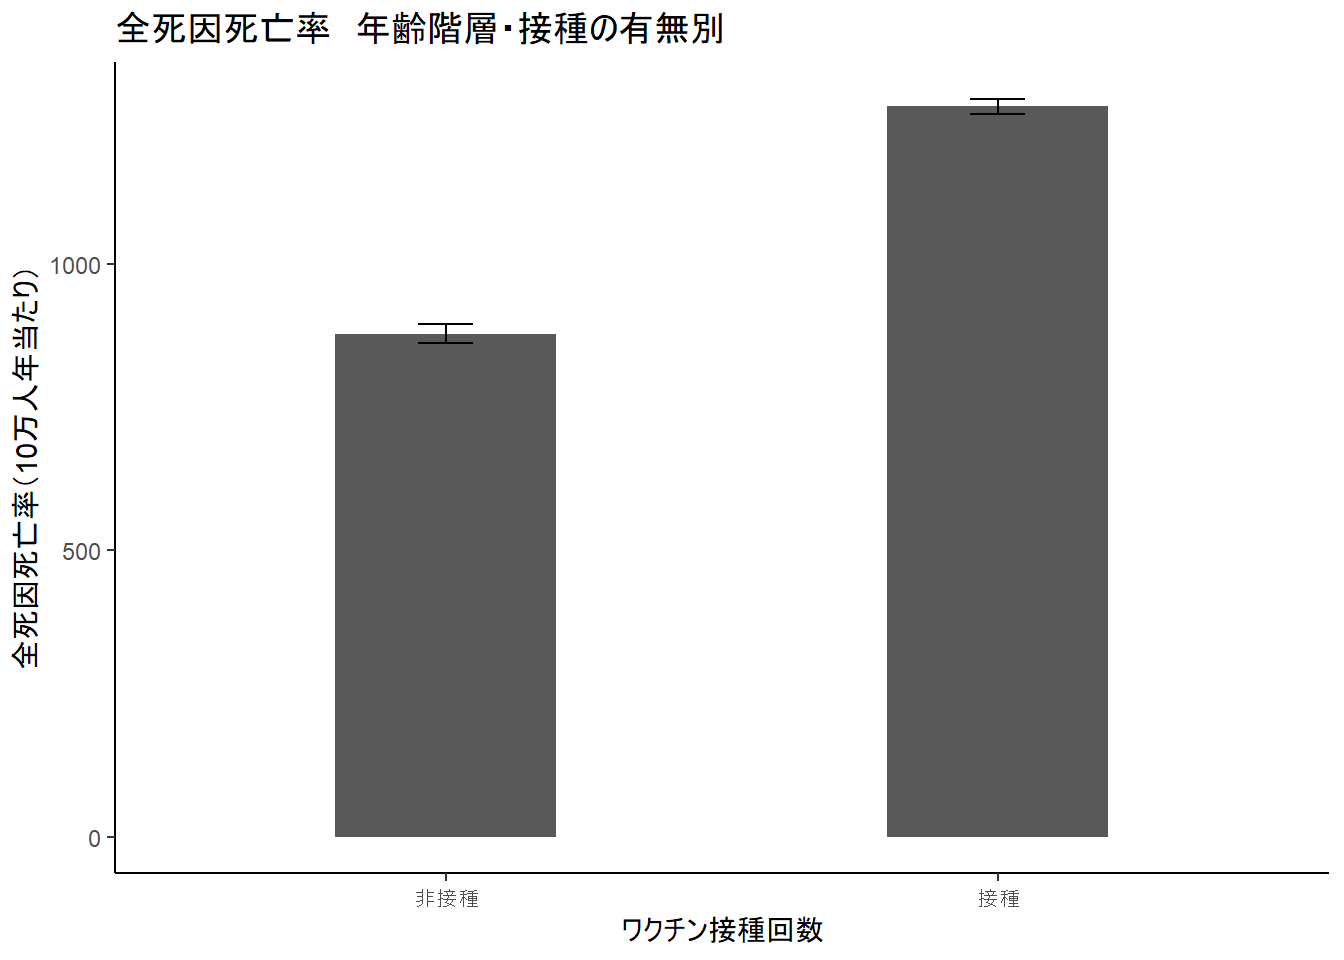 全死因死亡率　年齢階層・接種の有無別
全死因死亡率（10万人年当たり）
1000
500
0
非接種
接種
ワクチン接種回数